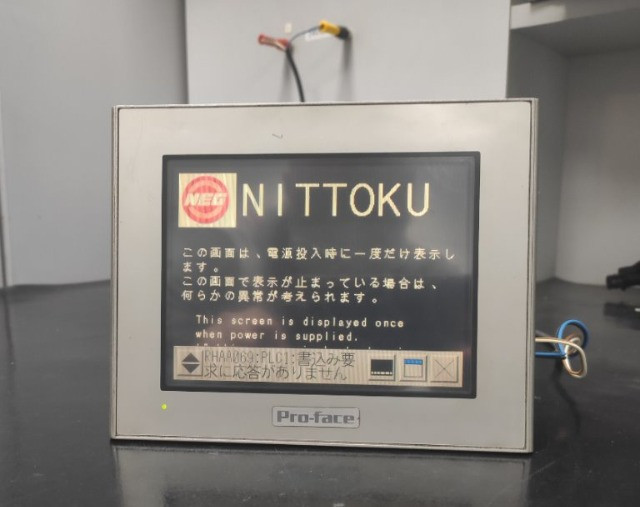 NEG
NITTOKU
この画面は、電源投入時に一度だけ表示し
ます。
この画面で表示が止まっている場合は、
何らかの異常が考えられます。
This screen is displayed once
when power is supplied.
RHAA069:PLC1:書込み要
求に応答がありません
Pro-face